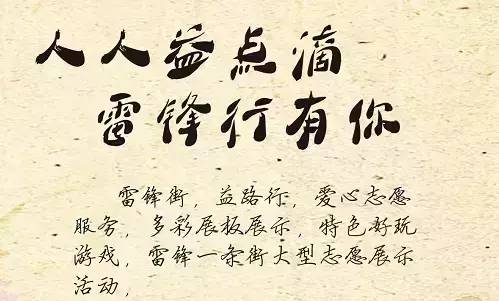 人人益点滴
雷锋行有你
雷锋街，益路行，爱心志愿
服务，多彩展板展示，特色好玩
游戏，雷锋一条街大型志愿展示
活动，